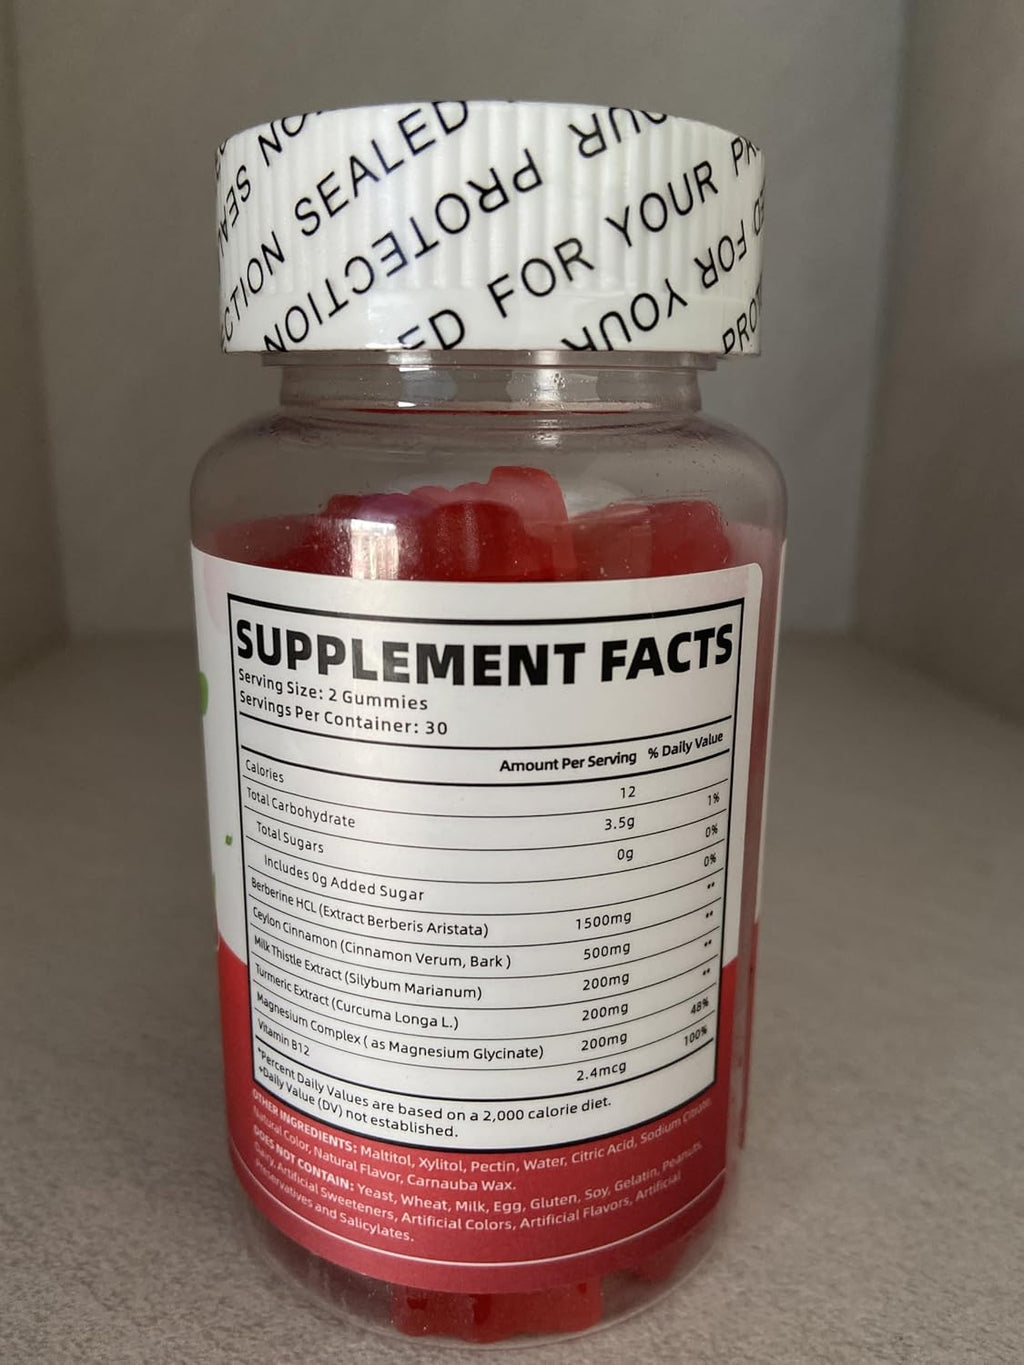 SEALED NO
CTION SEALED
PROTECTION
ED FOR YOUR PR
FOR YOUR
PRO
SUPPLEMENT FACTS
Serving Size: 2 Gummies
Servings Per Container: 30
Amount Per Serving % Daily Value
Calories 12
Total Carbohydrate 3.5g 1%
Total Sugars 0g 0%
Includes 0g Added Sugar 0%
Berberine HCL (Extract Berberis Aristata) 1500mg **
Ceylon Cinnamon (Cinnamon Verum, Bark ) 500mg **
Milk Thistle Extract (Silybum Marianum) 200mg **
Turmeric Extract (Curcuma Longa L.) 200mg **
Magnesium Complex ( as Magnesium Glycinate) 200mg 48%
Vitamin B12 2.4mcg 100%
*Percent Daily Values are based on a 2,000 calorie diet.
+Daily Value (DV) not established.
OTHER INGREDIENTS: Maltitol, Xylitol, Pectin, Water, Citric Acid, Sodium Citrate,
Natural Color, Natural Flavor, Carnauba Wax.
DOES NOT CONTAIN: Yeast, Wheat, Milk, Egg, Gluten, Soy, Gelatin, Peanuts,
Dairy, Artificial Sweeteners, Artificial Colors, Artificial Flavors, Artificial
Preservatives and Salicylates.